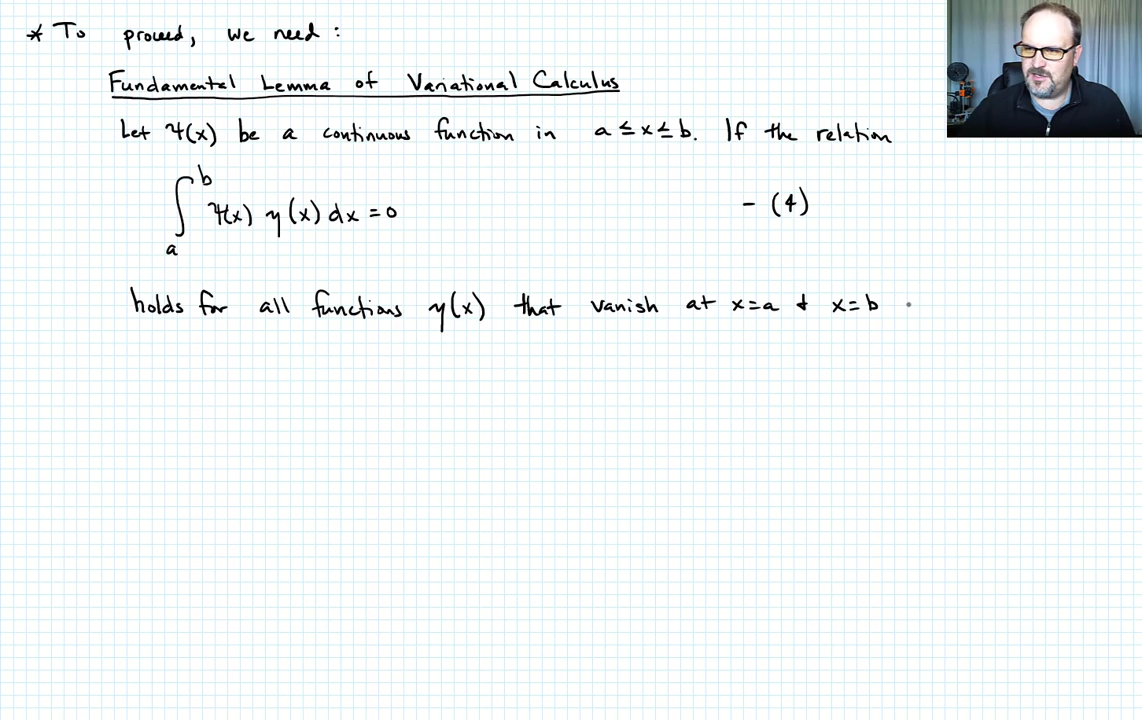 * To proceed, we need :
Fundamental Lemma of Variational Calculus
Let Ψ(x) be a continuous function in a ≤ x ≤ b. If the relation
∫_a^b Ψ(x) η(x) dx = 0 - (4)
holds for all functions η(x) that vanish at x=a & x=b